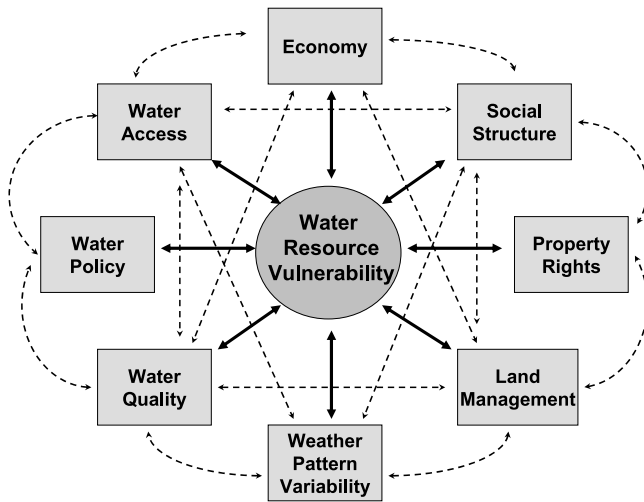 Economy
Water
Access
Social
Structure
Water
Resource
Vulnerability
Water
Policy
Property
Rights
Water
Quality
Land
Management
Weather
Pattern
Variability